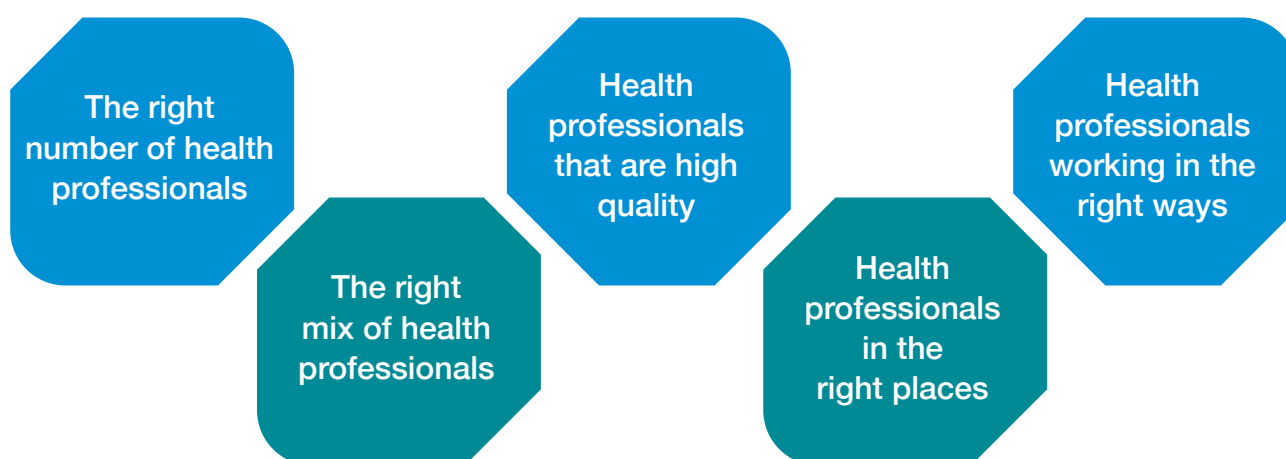 The right
number of health
professionals
The right
mix of health
professionals
Health
professionals
that are high
quality
Health
professionals
in the
right places
Health
professionals
working in the
right ways